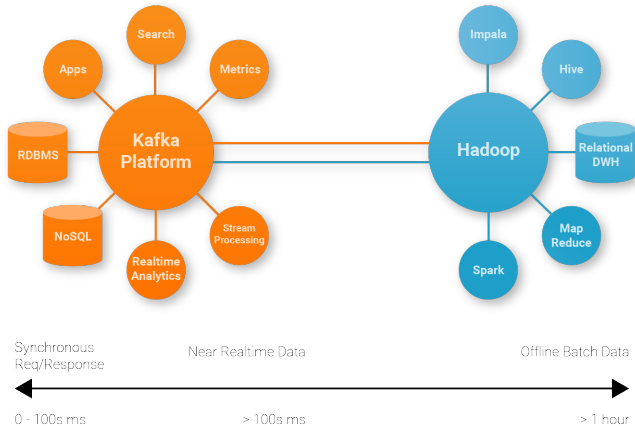 Search
Impala
Apps
Metrics
Hive
Kafka
Platform
Hadoop
RDBMS
Relational
DWH
NoSQL
Stream
Processing
Map
Reduce
Realtime
Analytics
Spark
Synchronous
Req/Response
Near Realtime Data
Offline Batch Data
0 - 100s ms
> 100s ms
> 1 hour